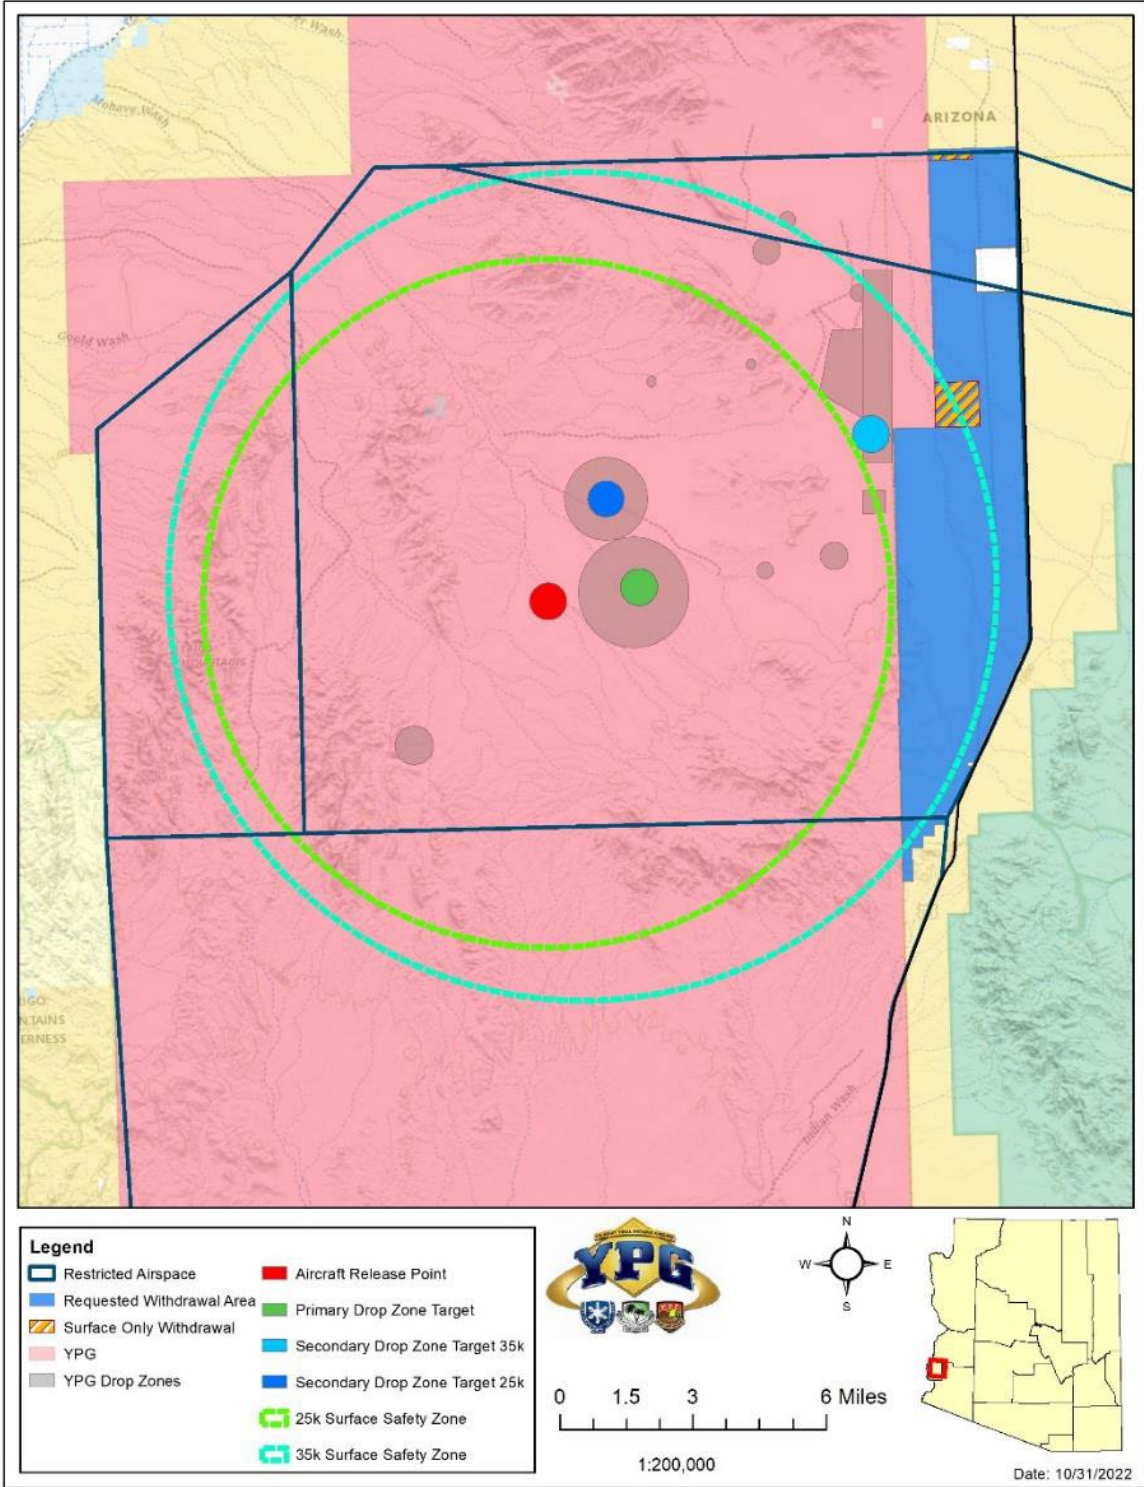 Mohave Wash
ARIZONA
Gould Wash
MOUNTAINS
Indian Wash
Legend
Restricted Airspace
Requested Withdrawal Area
Surface Only Withdrawal
YPG
YPG Drop Zones
Aircraft Release Point
Primary Drop Zone Target
Secondary Drop Zone Target 35k
Secondary Drop Zone Target 25k
25k Surface Safety Zone
35k Surface Safety Zone
YPG
0 1.5 3 6 Miles
1:200,000
N
W E
S
Date: 10/31/2022